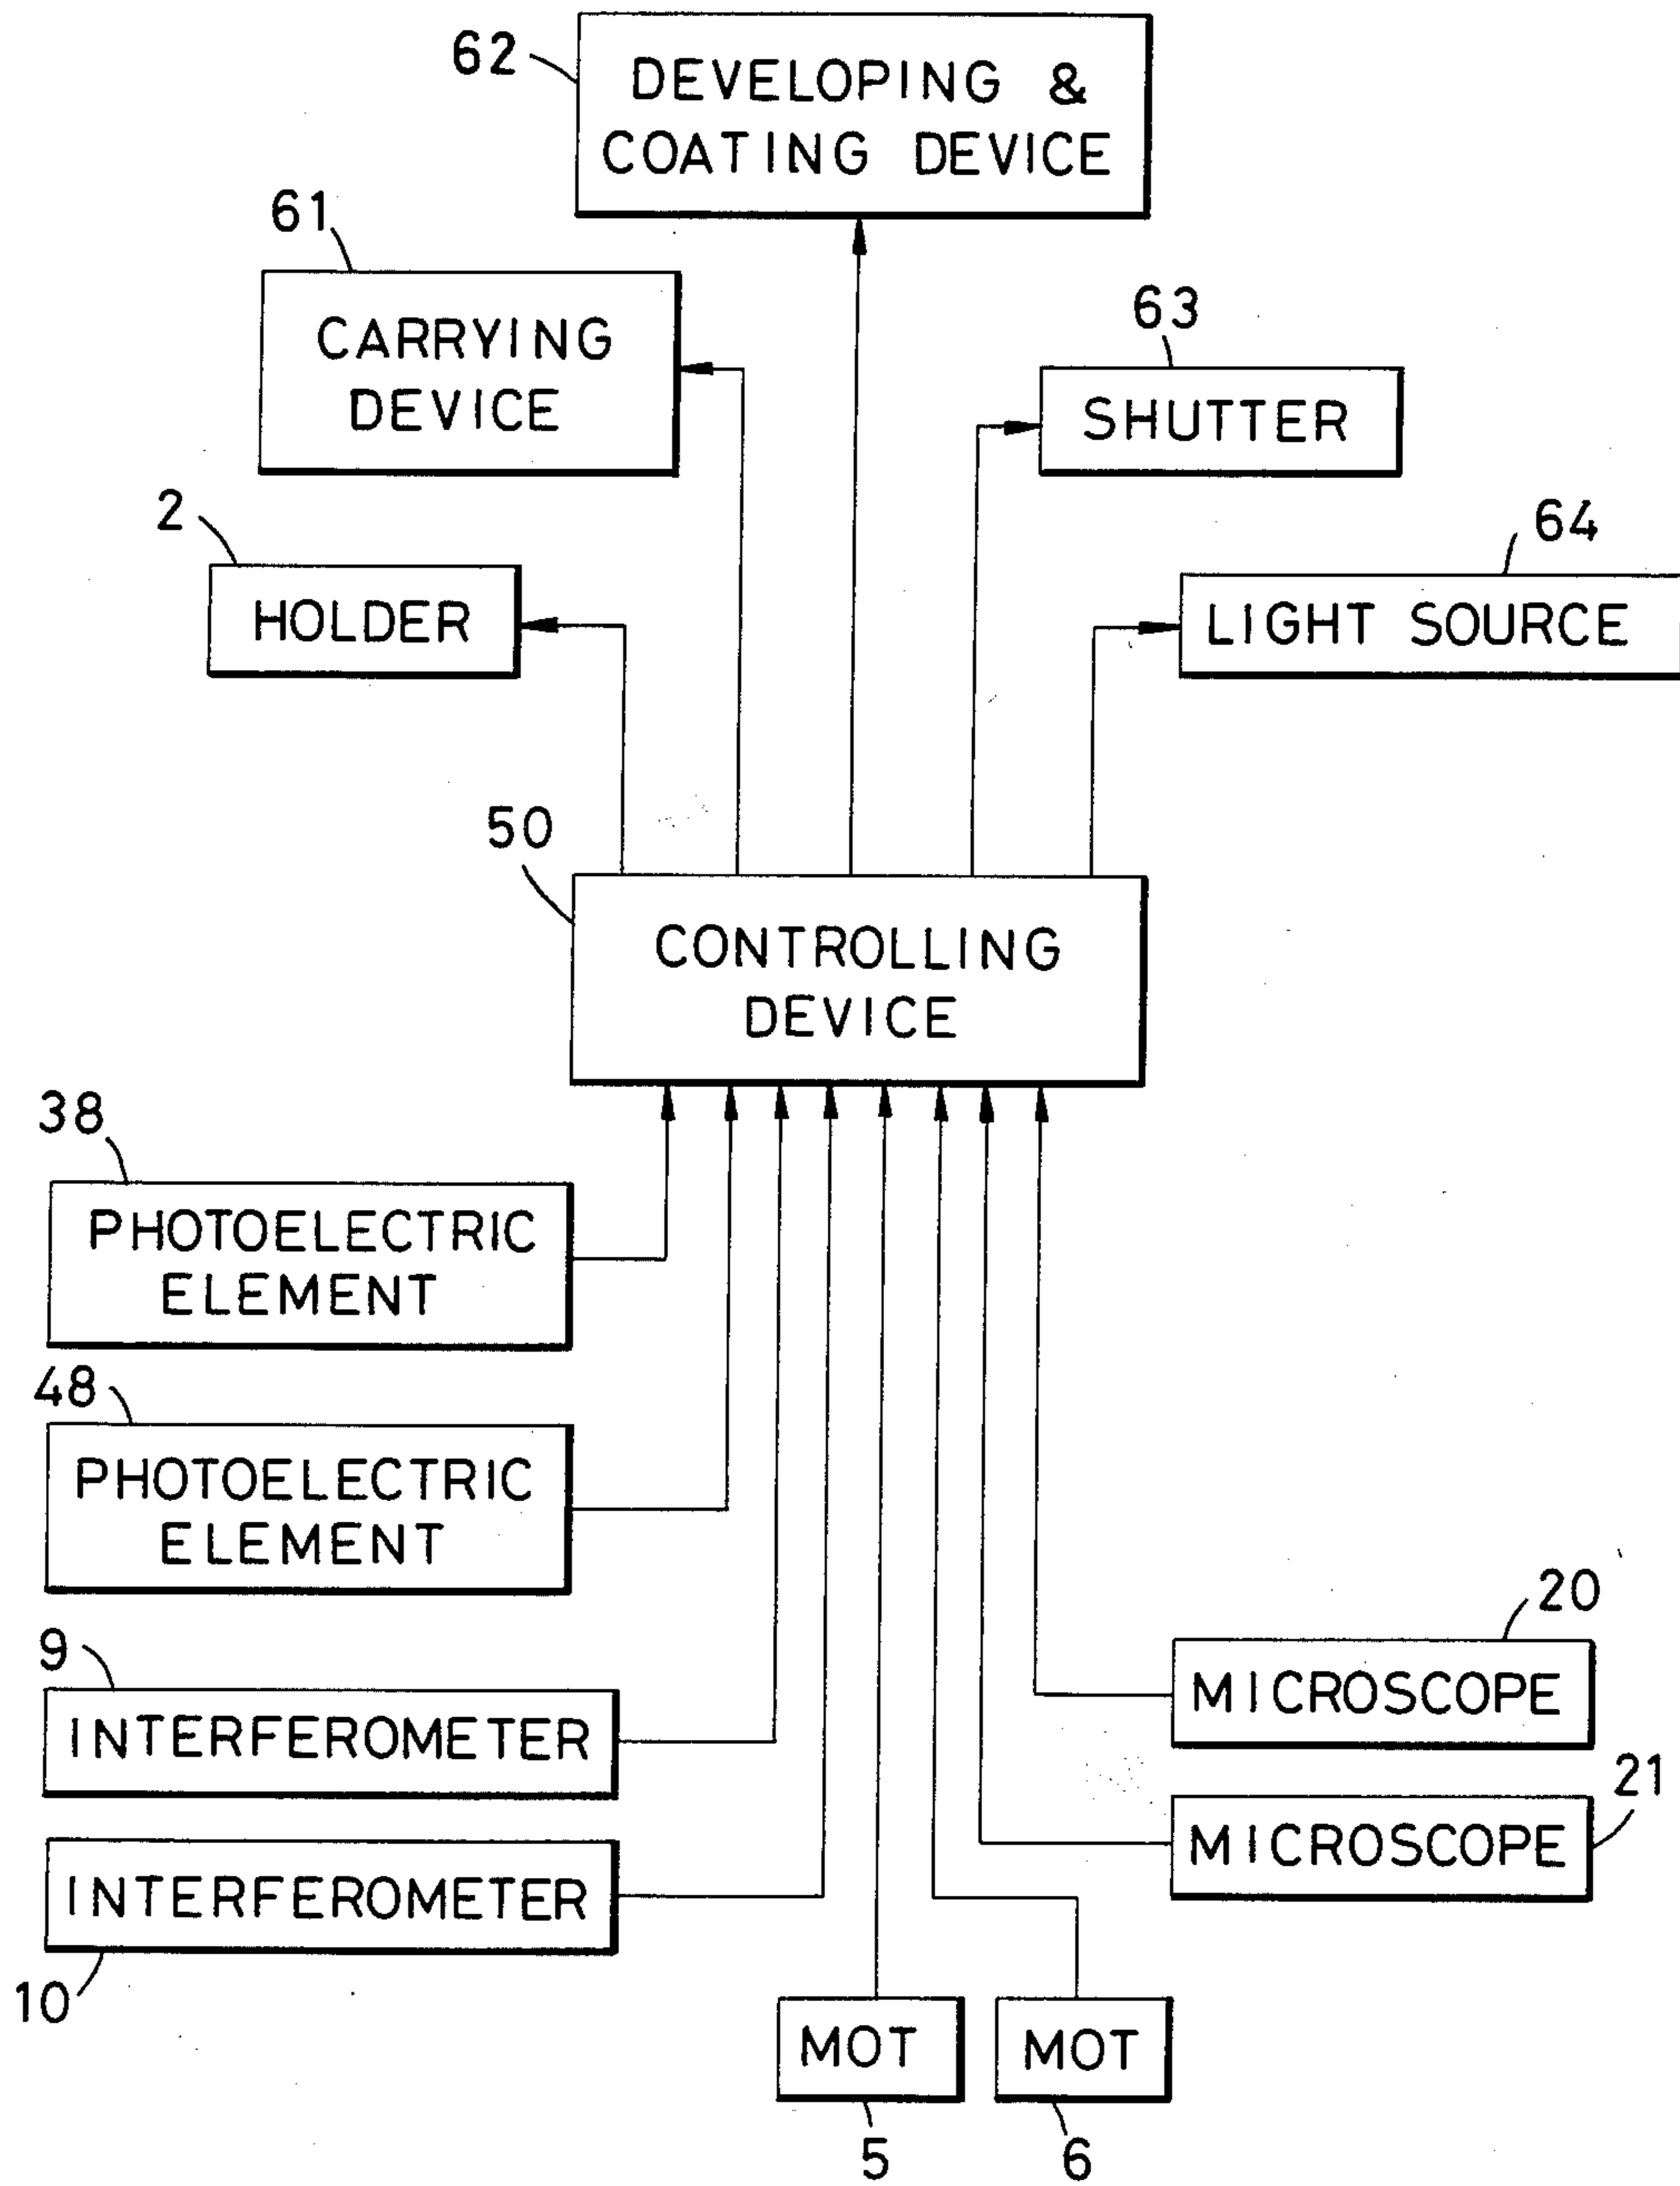 62
DEVELOPING &
COATING DEVICE
61
CARRYING
DEVICE
63
SHUTTER
2
HOLDER
64
LIGHT SOURCE
50
CONTROLLING
DEVICE
38
PHOTOELECTRIC
ELEMENT
48
PHOTOELECTRIC
ELEMENT
9
INTERFEROMETER
10
INTERFEROMETER
20
MICROSCOPE
21
MICROSCOPE
MOT
5
MOT
6